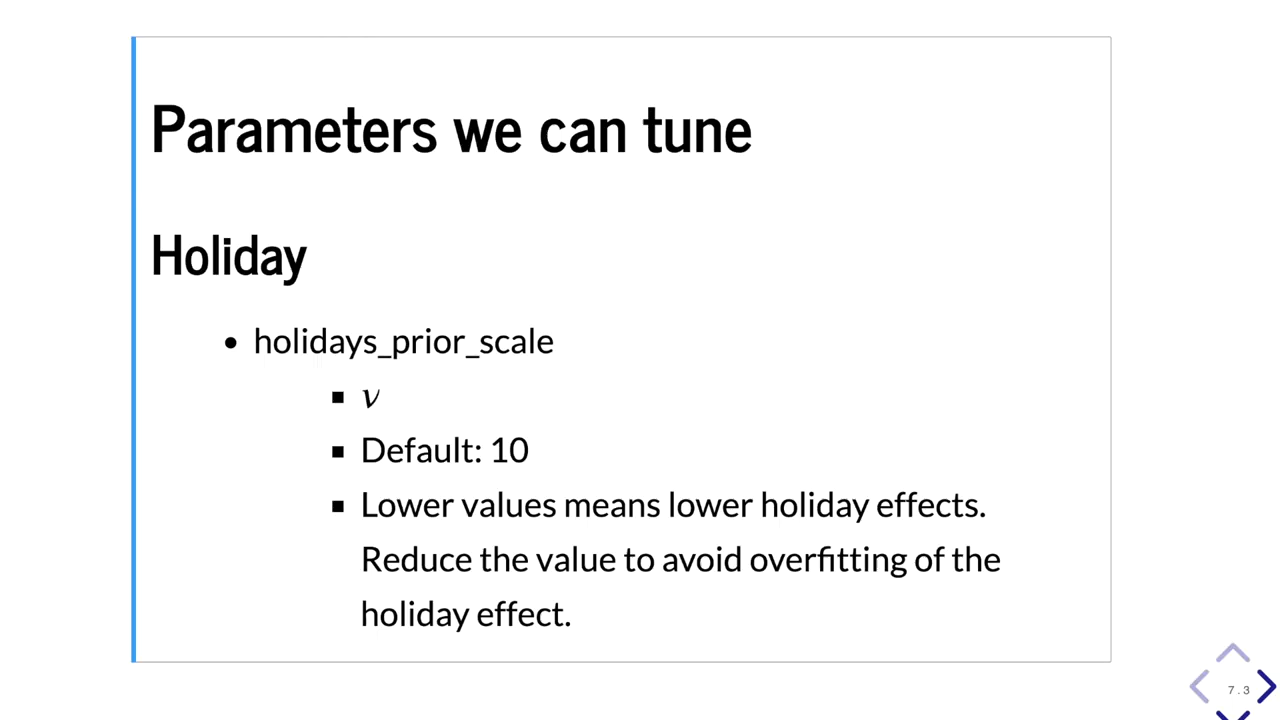 Parameters we can tune
Holiday
• holidays_prior_scale
▪ ν
▪ Default: 10
▪ Lower values means lower holiday effects.
Reduce the value to avoid overfitting of the
holiday effect.
7.3